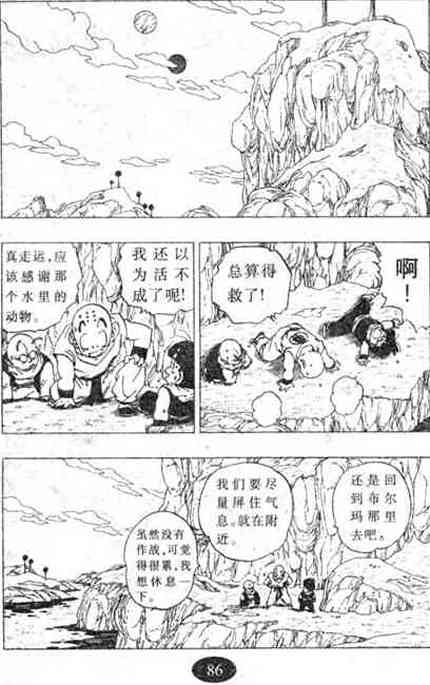 啊
!
总算得
救了!
我还以
为活不
成了呢!
真走运,应
该感谢那
个水里的
动物。
还是回
到布尔
玛那里
去吧。
我们要尽
量屏住气
息。就在附
近。
虽然没有
作战,可觉
得很累,我
想休息一
下。
86